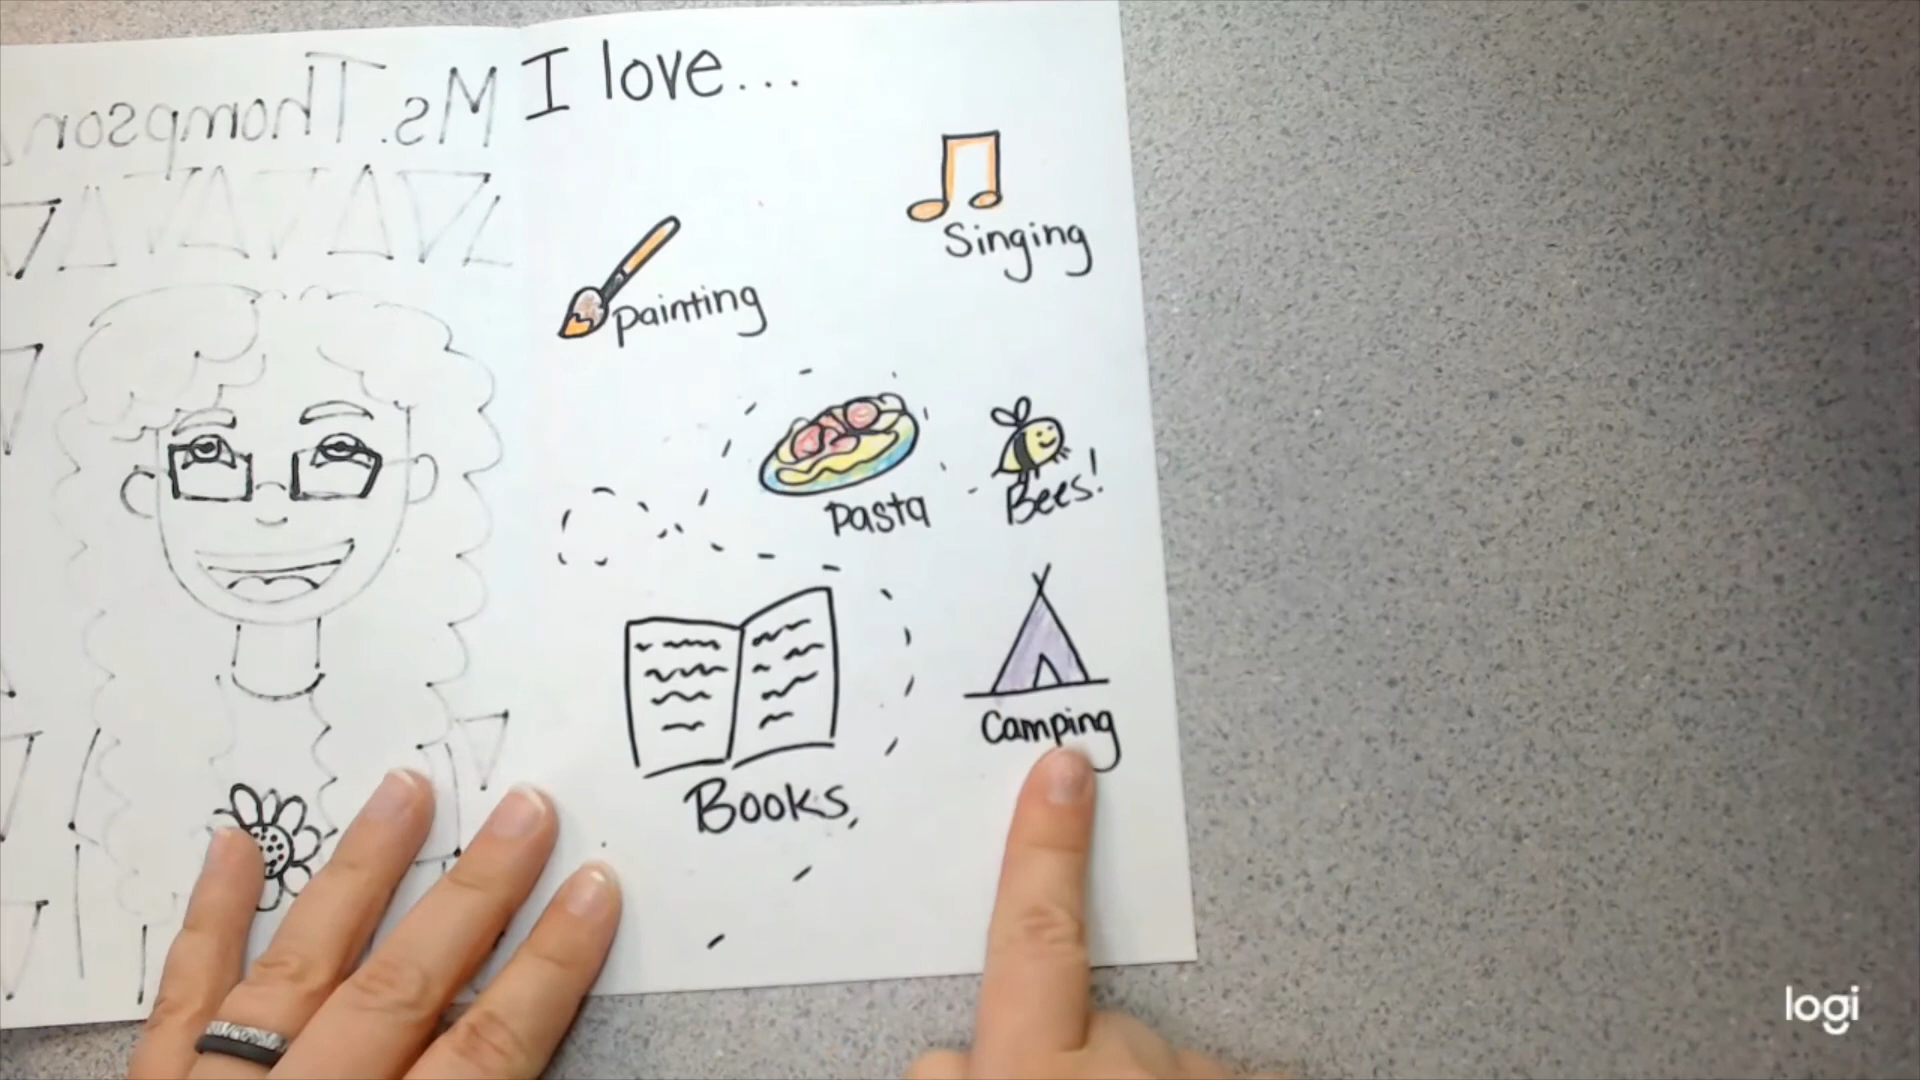 Ms. Thompson
I love...
Singing
painting
pasta
Bees!
Books
Camping
logi